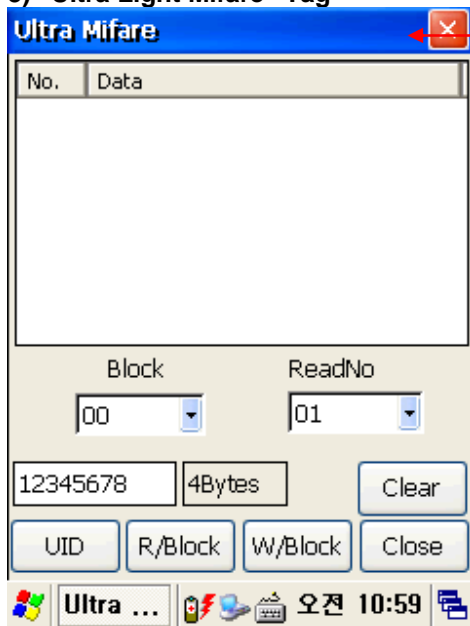 Ultra Mifare
No. Data
Block ReadNo
00 01
12345678 4Bytes Clear
UID R/Block W/Block Close
Ultra ... 오전 10:59